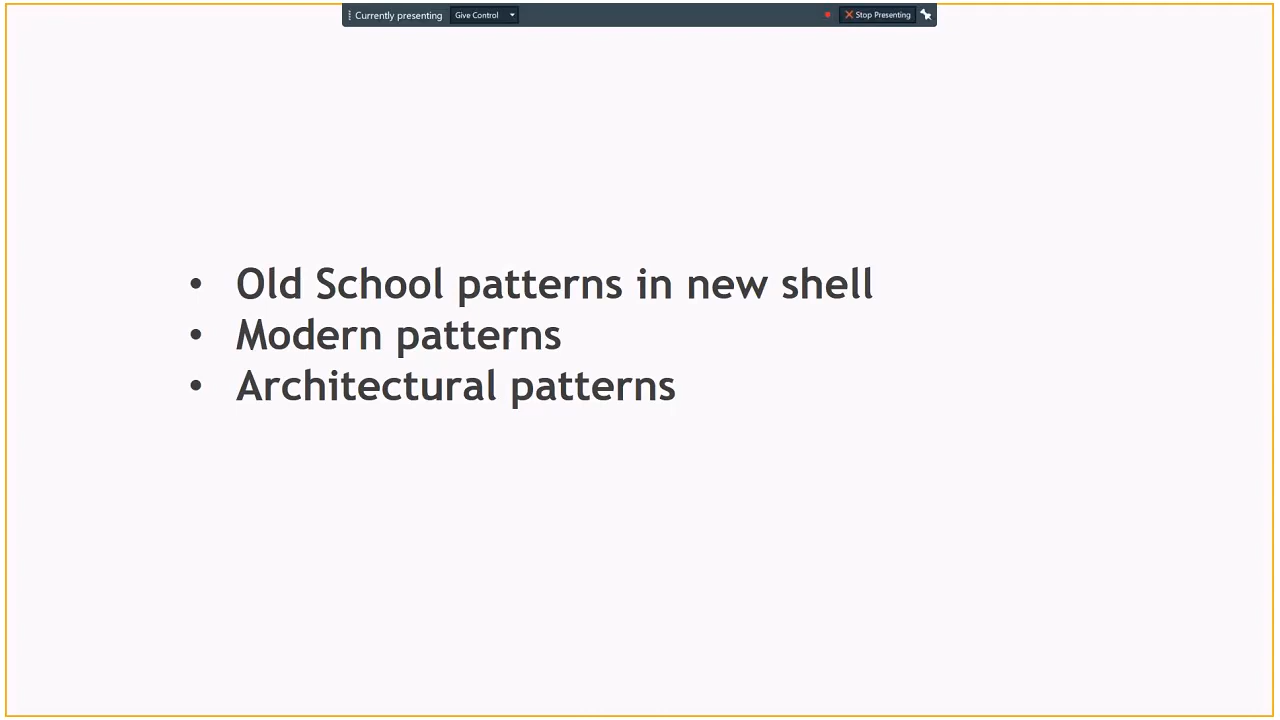 Currently presenting Give Control Stop Presenting
• Old School patterns in new shell
• Modern patterns
• Architectural patterns